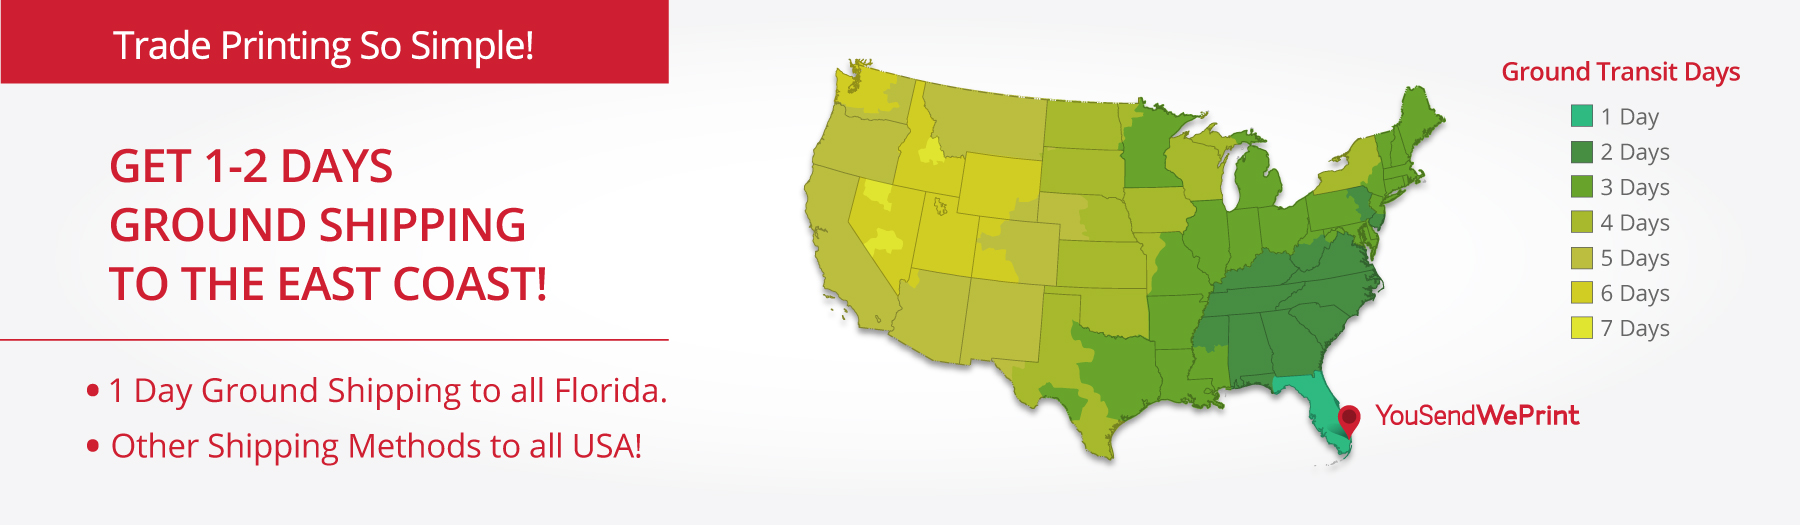 Trade Printing So Simple!
GET 1-2 DAYS
GROUND SHIPPING
TO THE EAST COAST!
• 1 Day Ground Shipping to all Florida.
• Other Shipping Methods to all USA!
Ground Transit Days
1 Day
2 Days
3 Days
4 Days
5 Days
6 Days
7 Days
YouSendWePrint